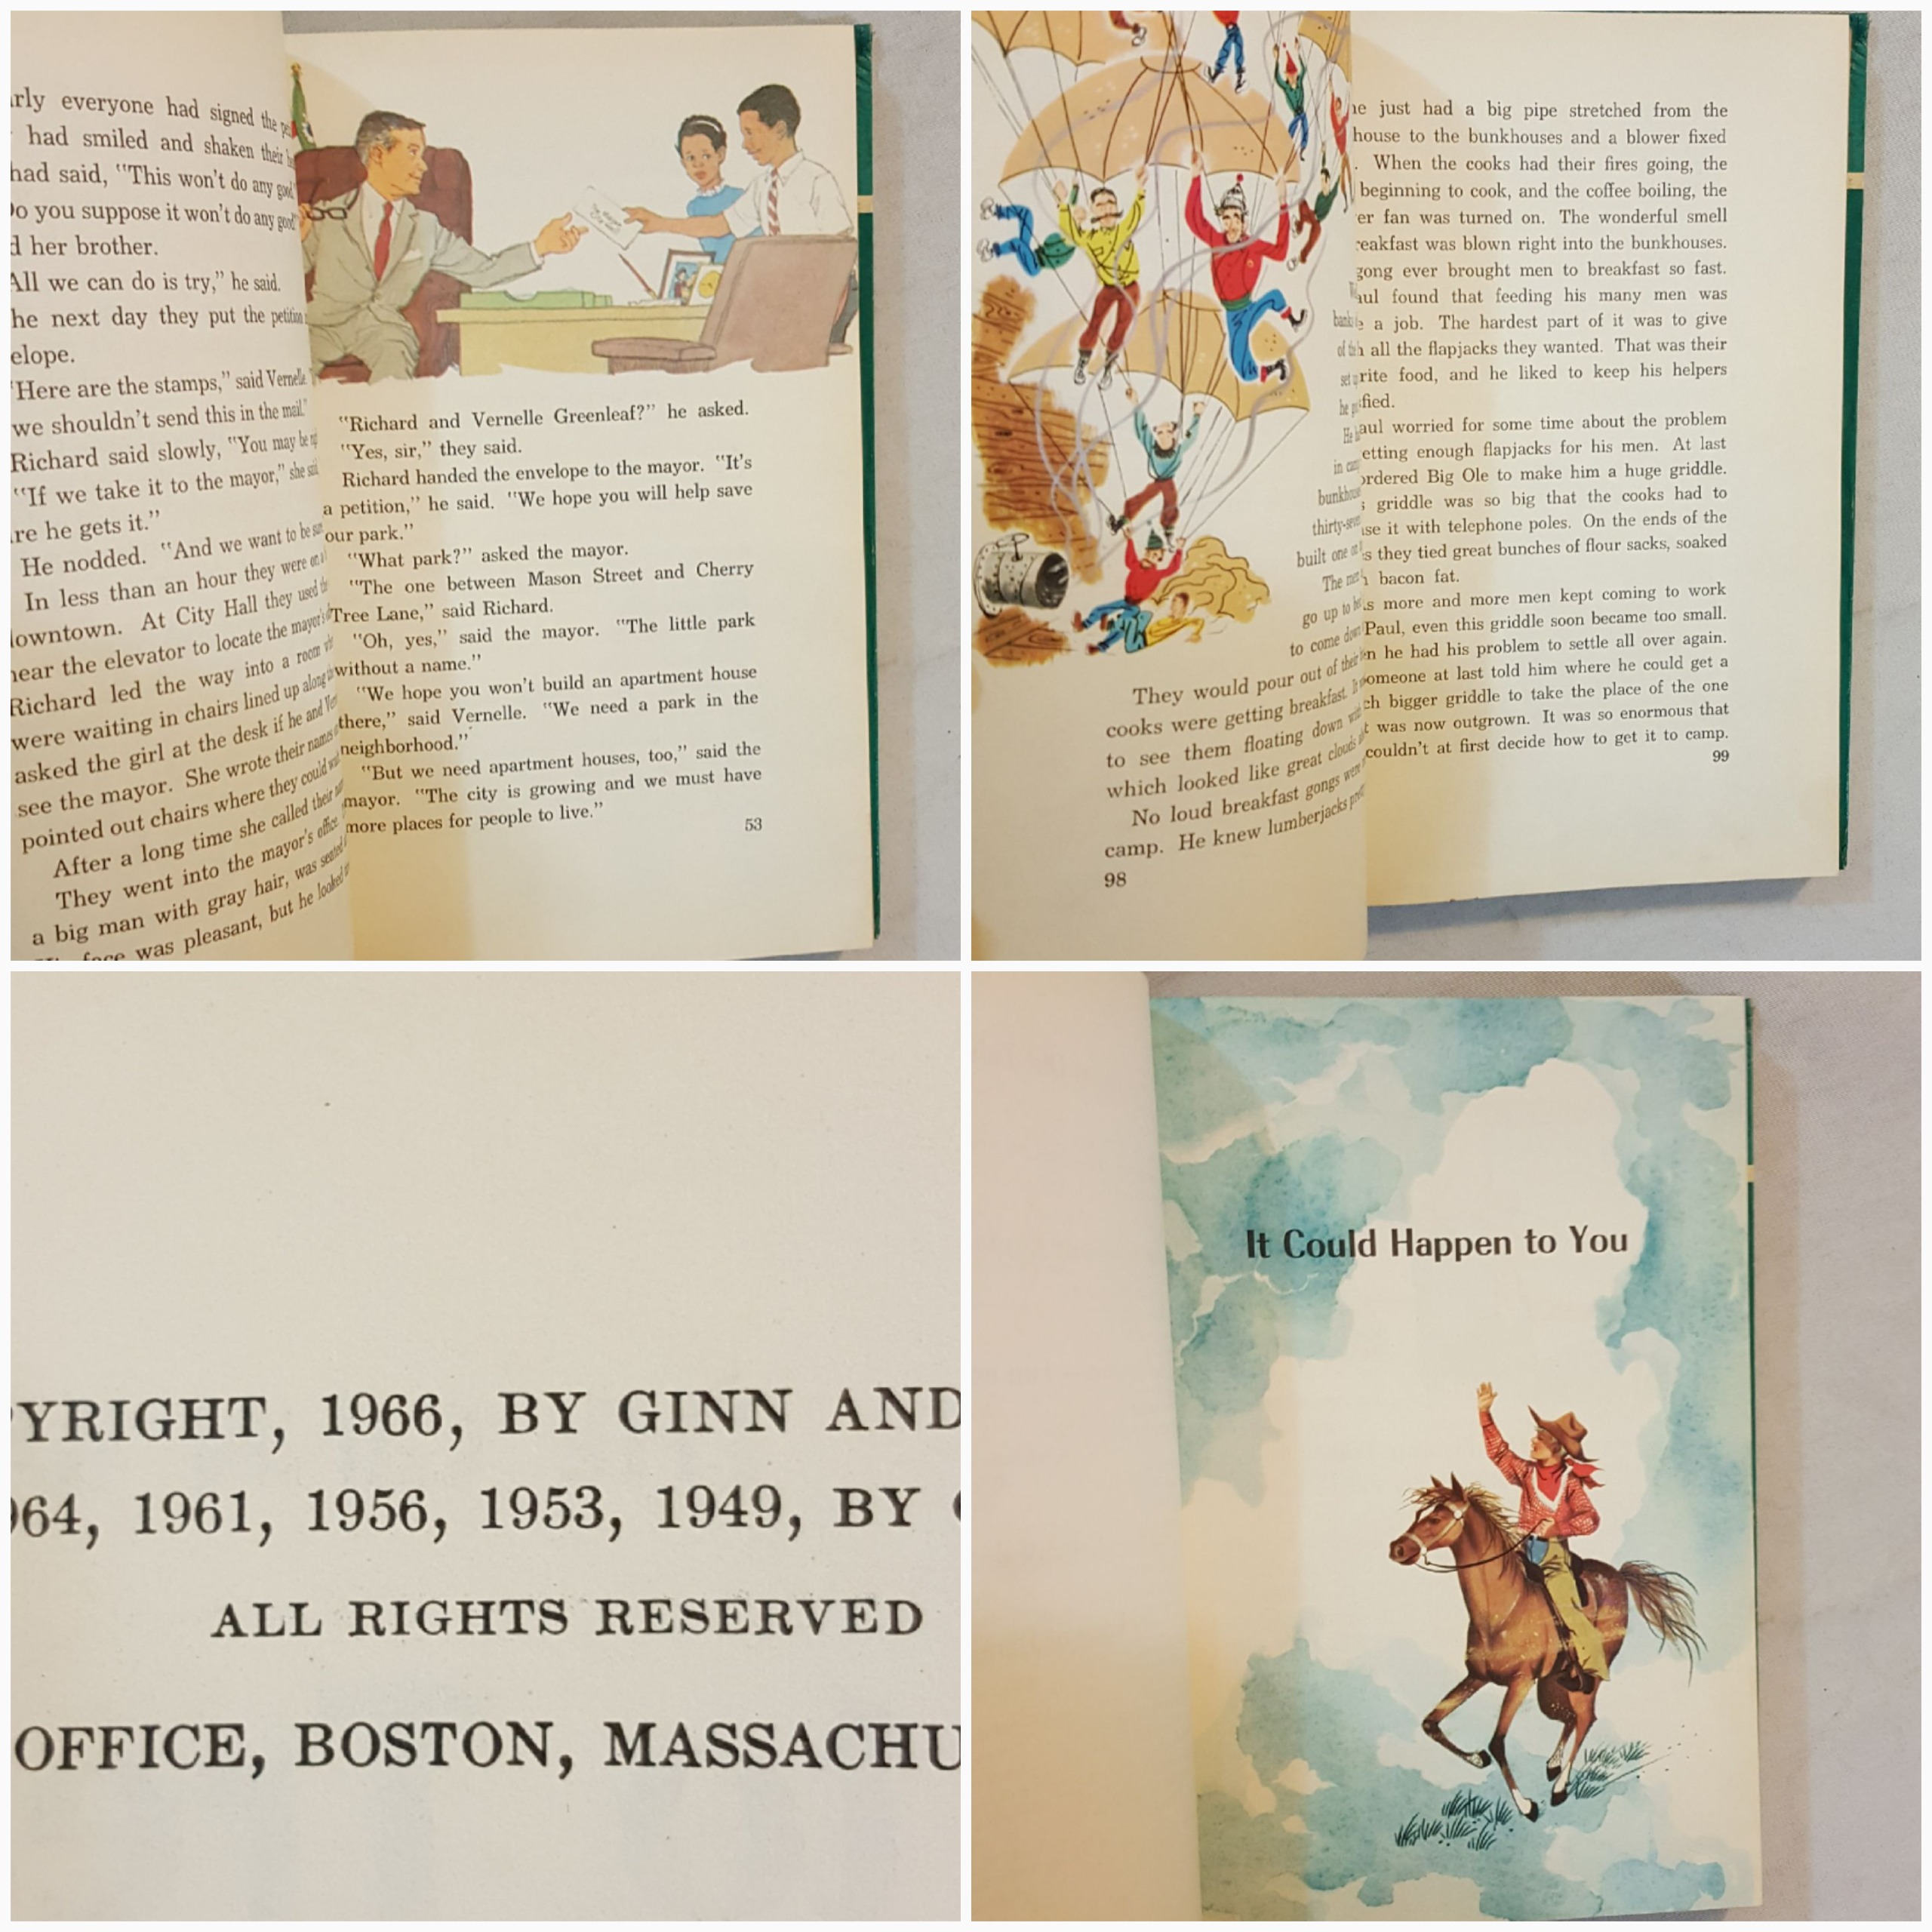 rly everyone had signed the
had smiled and shaken their
had said, "This won't do any good
o you suppose it won't do any good
d her brother.
All we can do is try," he said.
he next day they put the petition
elope.
"Here are the stamps," said Vernelle.
we shouldn't send this in the mail."
Richard said slowly, "You may be
"If we take it to the mayor," she said
re he gets it."
He nodded. "And we want to be
In less than an hour they were on
owntown. At City Hall they used
near the elevator to locate the mayor's
Richard led the way into a room
were waiting in chairs lined up along
asked the girl at the desk if he and
see the mayor. She wrote their names
pointed out chairs where they could
After a long time she called their
They went into the mayor's office.
a big man with gray hair, was seated
face was pleasant, but he looked
"Richard and Vernelle Greenleaf?" he asked.
"Yes, sir," they said.
Richard handed the envelope to the mayor. "It's
a petition," he said. "We hope you will help save
our park."
"What park?" asked the mayor.
"The one between Mason Street and Cherry
Tree Lane," said Richard.
"Oh, yes," said the mayor. "The little park
without a name."
"We hope you won't build an apartment house
there," said Vernelle. "We need a park in the
neighborhood."
"But we need apartment houses, too," said the
mayor. "The city is growing and we must have
more places for people to live."
53
They would pour out of their
cooks were getting breakfast.
to see them floating down
which looked like great clouds
No loud breakfast gongs were
camp. He knew lumberjacks
98
he just had a big pipe stretched from the
house to the bunkhouses and a blower fixed
. When the cooks had their fires going, the
beginning to cook, and the coffee boiling, the
er fan was turned on. The wonderful smell
reakfast was blown right into the bunkhouses.
gong ever brought men to breakfast so fast.
aul found that feeding his many men was
a job. The hardest part of it was to give
all the flapjacks they wanted. That was their
rite food, and he liked to keep his helpers
fied.
aul worried for some time about the problem
etting enough flapjacks for his men. At last
ordered Big Ole to make him a huge griddle.
griddle was so big that the cooks had to
use it with telephone poles. On the ends of the
s they tied great bunches of flour sacks, soaked
bacon fat.
s more and more men kept coming to work
Paul, even this griddle soon became too small.
en he had his problem to settle all over again.
omeone at last told him where he could get a
ch bigger griddle to take the place of the one
t was now outgrown. It was so enormous that
couldn't at first decide how to get it to camp.
99
YRIGHT, 1966, BY GINN AND
964, 1961, 1956, 1953, 1949, BY
ALL RIGHTS RESERVED
OFFICE, BOSTON, MASSACHU
It Could Happen to You